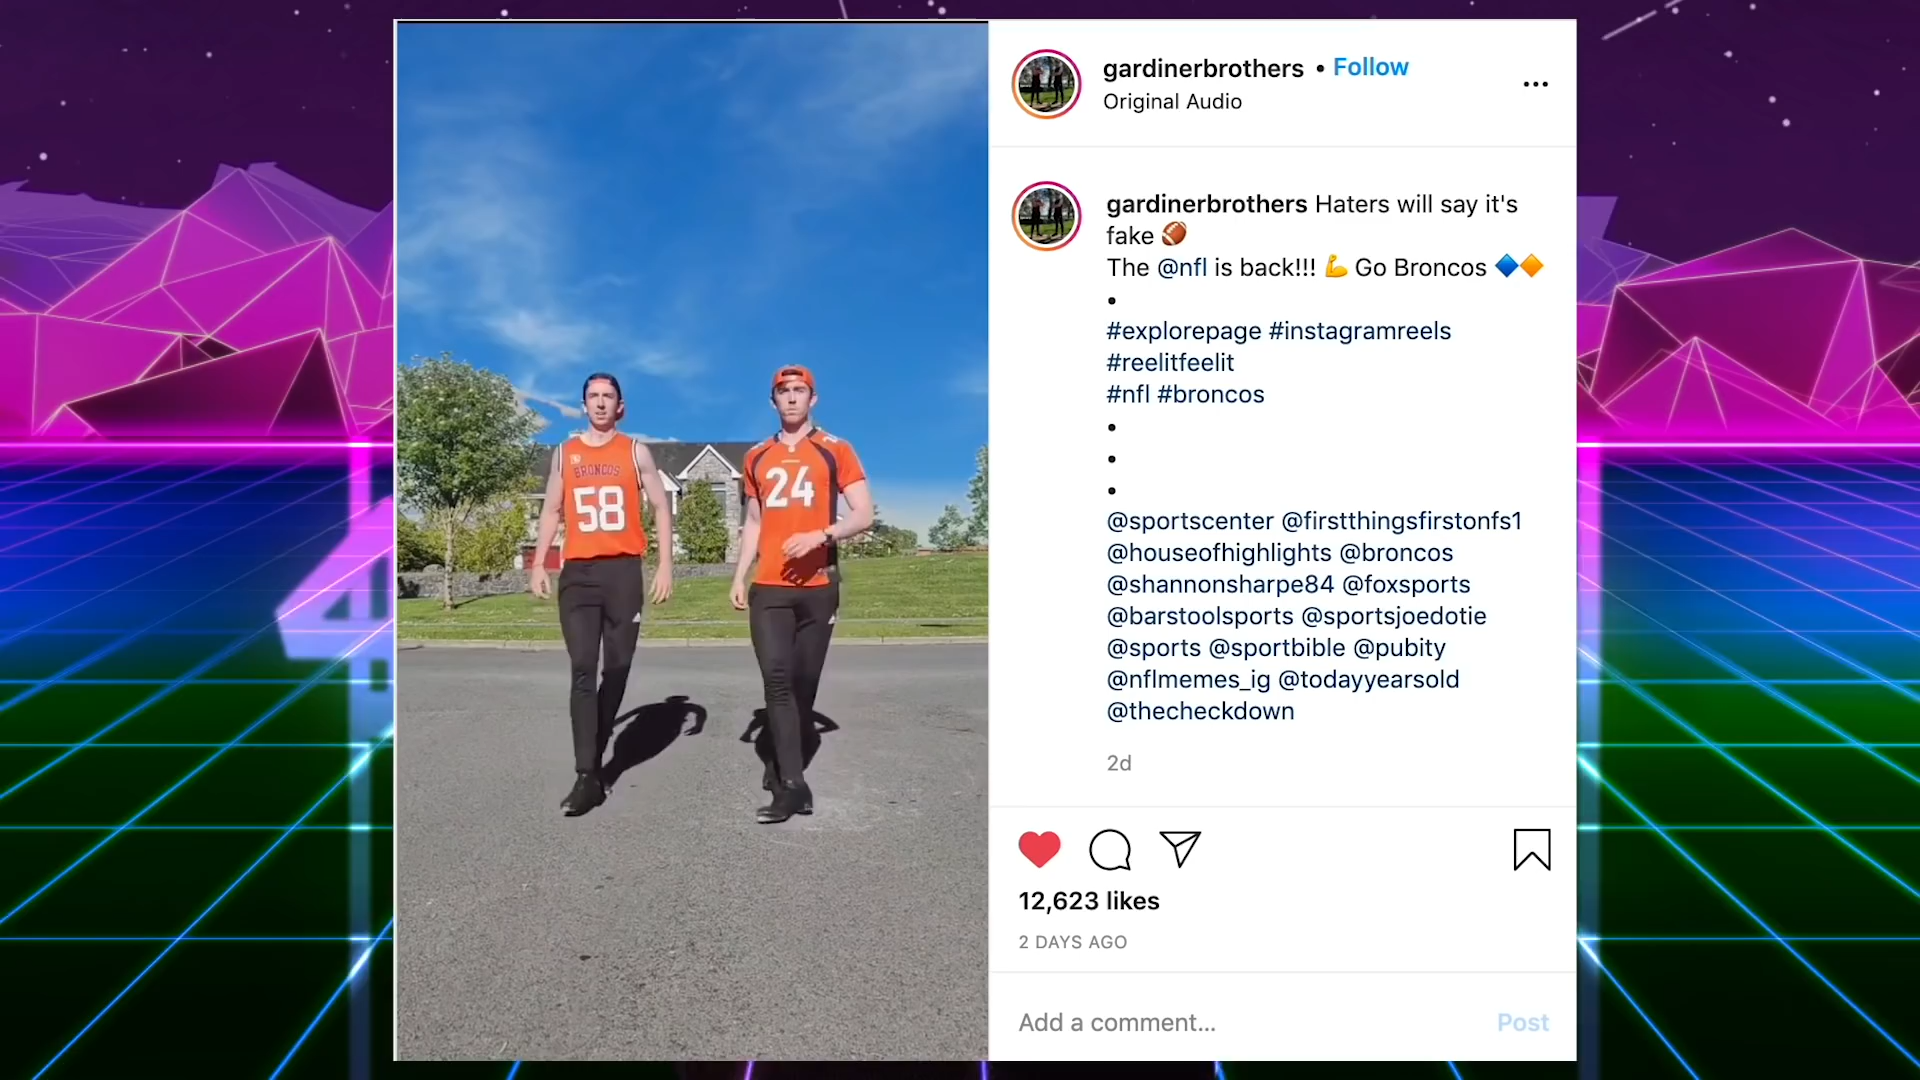 gardinerbrothers • Follow
Original Audio
gardinerbrothers Haters will say it's
fake 🏈
The @nfl is back!!! 💪 Go Broncos 🔷🔶
•
#explorepage #instagramreels
#reelitfeelit
#nfl #broncos
•
•
•
@sportscenter @firstthingsfirstonfs1
@houseofhighlights @broncos
@shannonsharpe84 @foxsports
@barstoolsports @sportsjoedotie
@sports @sportbible @pubity
@nflmemes_ig @todayyearsold
@thecheckdown
2d
12,623 likes
2 DAYS AGO
Add a comment...
Post
BRONCOS
58
24
4